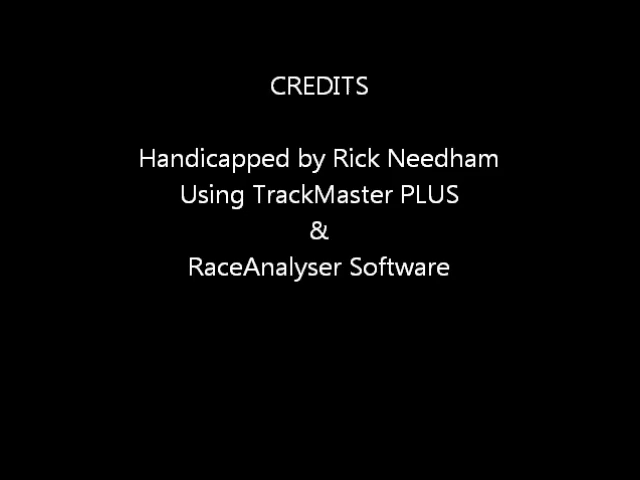 CREDITS
Handicapped by Rick Needham
Using TrackMaster PLUS
&
RaceAnalyser Software